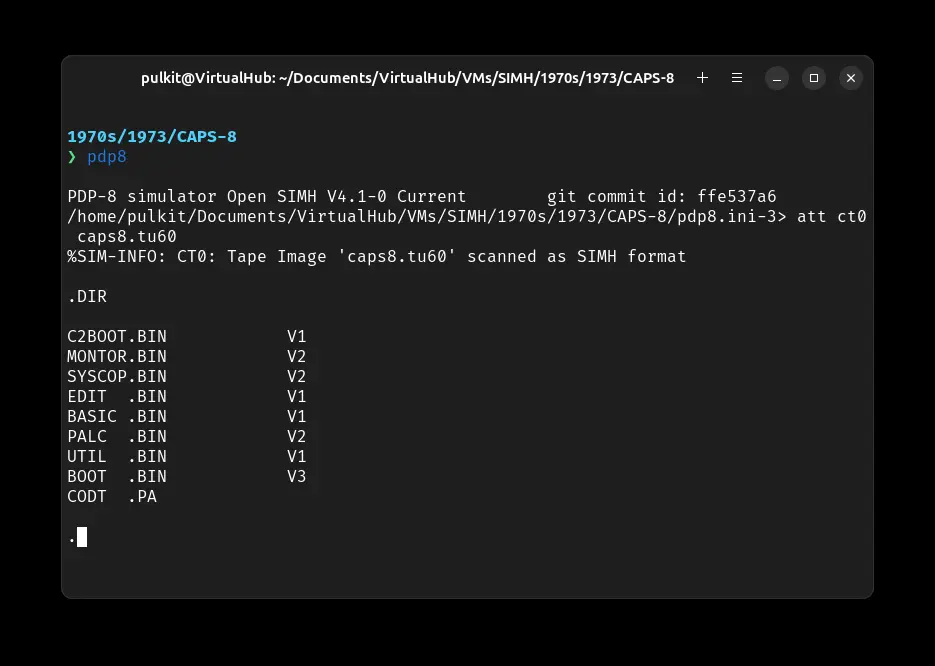 pulkit@VirtualHub: ~/Documents/VirtualHub/VMs/SIMH/1970s/1973/CAPS-8
1970s/1973/CAPS-8
❯ pdp8
PDP-8 simulator Open SIMH V4.1-0 Current        git commit id: ffe537a6
/home/pulkit/Documents/VirtualHub/VMs/SIMH/1970s/1973/CAPS-8/pdp8.ini-3> att ct0
 caps8.tu60
%SIM-INFO: CT0: Tape Image 'caps8.tu60' scanned as SIMH format
.DIR
C2BOOT.BIN            V1
MONTOR.BIN            V2
SYSCOP.BIN            V2
EDIT  .BIN            V1
BASIC .BIN            V1
PALC  .BIN            V2
UTIL  .BIN            V1
BOOT  .BIN            V3
CODT  .PA
.